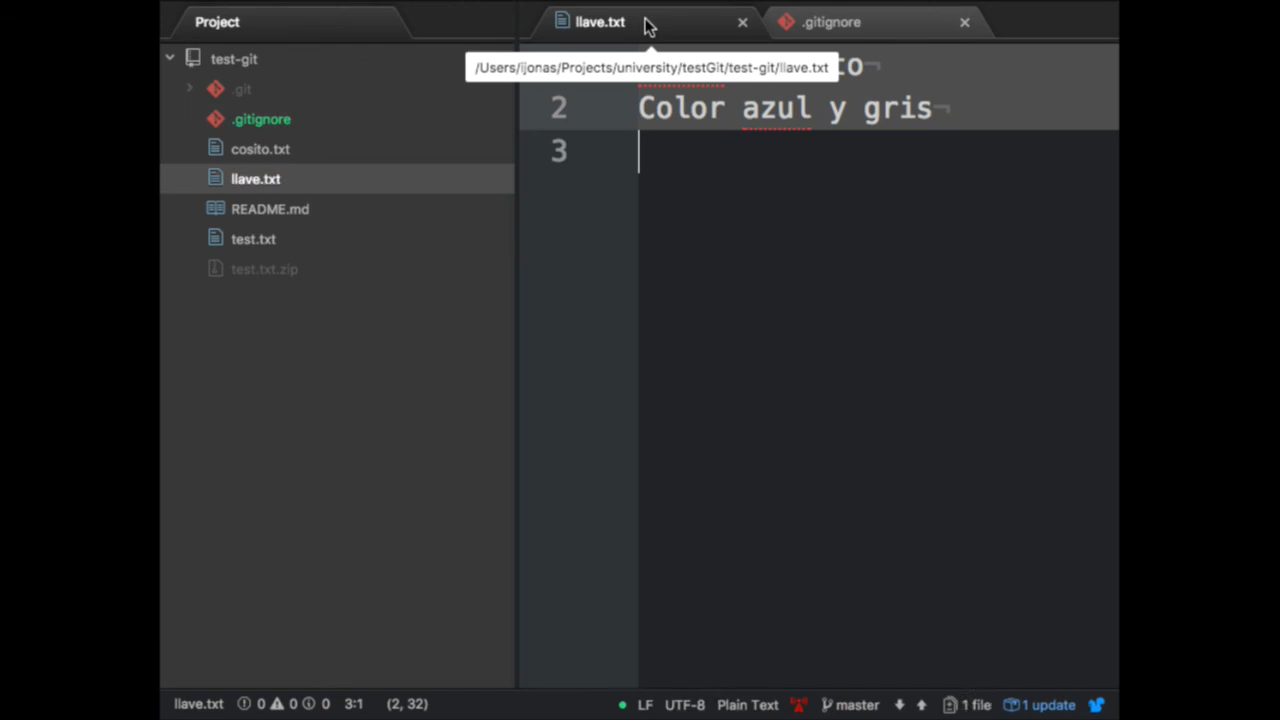 Project
test-git
.git
.gitignore
cosito.txt
llave.txt
README.md
test.txt
test.txt.zip
llave.txt
.gitignore
/Users/ijonas/Projects/university/testGit/test-git/llave.txt
2 Color azul y gris¬
3
llave.txt 0 0 0 3:1 (2, 32)
LF UTF-8 Plain Text master 1 file 1 update